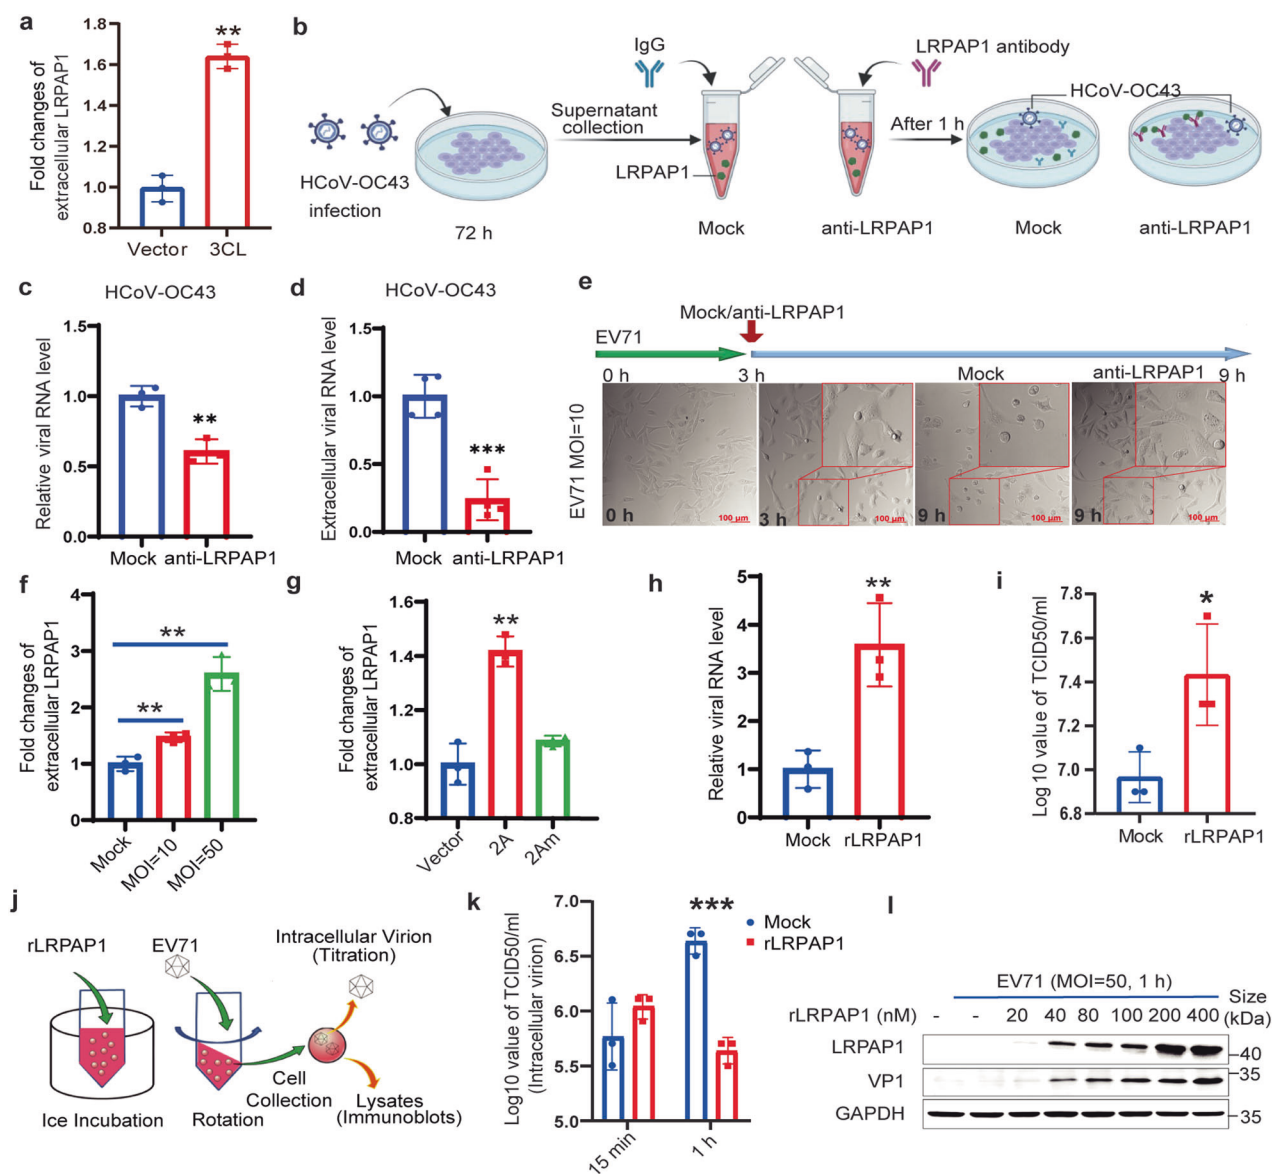 a
Fold changes of
extracellular LRPAP1
1.8
1.6
1.4
1.2
1.0
0.8
**
Vector
3CL
b
IgG
LRPAP1 antibody
HCoV-OC43
infection
72 h
Supernatant
collection
LRPAP1
Mock
anti-LRPAP1
After 1 h
HCoV-OC43
Mock
anti-LRPAP1
c
HCoV-OC43
Relative viral RNA level
1.5
1.0
0.5
0.0
**
Mock anti-LRPAP1
d
HCoV-OC43
Extracellular viral RNA level
1.5
1.0
0.5
0.0
***
Mock anti-LRPAP1
e
Mock/anti-LRPAP1
EV71
0 h
3 h
Mock
anti-LRPAP1
9 h
EV71 MOI=10
0 h
100 μm
3 h
100 μm
9 h
100 μm
9 h
100 μm
f
Fold changes of
extracellular LRPAP1
4
3
2
1
0
**
**
Mock
MOI=10
MOI=50
g
Fold changes of
extracellular LRPAP1
1.6
1.4
1.2
1.0
0.8
**
Vector
2A
2Am
h
Relative viral RNA level
5
4
3
2
1
0
**
Mock
rLRPAP1
i
Log10 value of TCID50/ml
7.8
7.6
7.4
7.2
7.0
6.8
*
Mock
rLRPAP1
j
rLRPAP1
EV71
Intracellular Virion
(Titration)
Cell
Collection
Lysates
(Immunoblots)
Ice Incubation
Rotation
k
Log10 value of TCID50/ml
(Intracellular virion)
7.0
6.5
6.0
5.5
5.0
***
Mock
rLRPAP1
15 min
1 h
l
EV71 (MOI=50, 1 h)
Size
(kDa)
rLRPAP1 (nM) - - 20 40 80 100 200 400
LRPAP1
40
VP1
35
GAPDH
35